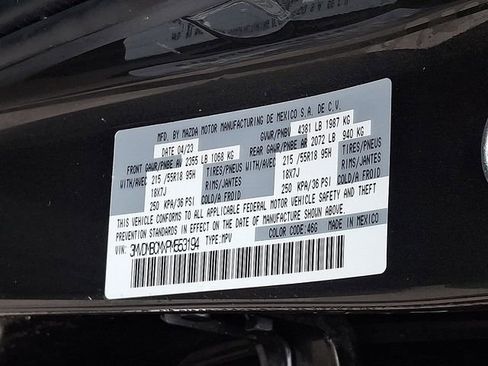 MFD. BY MAZDA MOTOR MANUFACTURING DE MEXICO S.A. DE C.V.
DATE 04/23 GVWR/PNBV 4381 LB 1987 KG
FRONT GAWR/PNBE AV 2355 LB 1068 KG REAR GAWR/PNBE AR 2072 LB 940 KG
WITH/AVEC 215 /55R18 95H TIRES/PNEUS WITH/AVEC 215 /55R18 95H TIRES/PNEUS
18X7J RIMS/JANTES 18X7J RIMS/JANTES
250 KPA/36 PSI COLD/A FROID 250 KPA/36 PSI COLD/A FROID
THIS VEHICLE CONFORMS TO ALL APPLICABLE FEDERAL MOTOR VEHICLE SAFETY AND THEFT
PREVENTION STANDARDS IN EFFECT ON THE DATE OF MANUFACTURE SHOWN ABOVE.
VIN: TYPE: MPV COLOR CODE: 46G MADE IN MEXICO